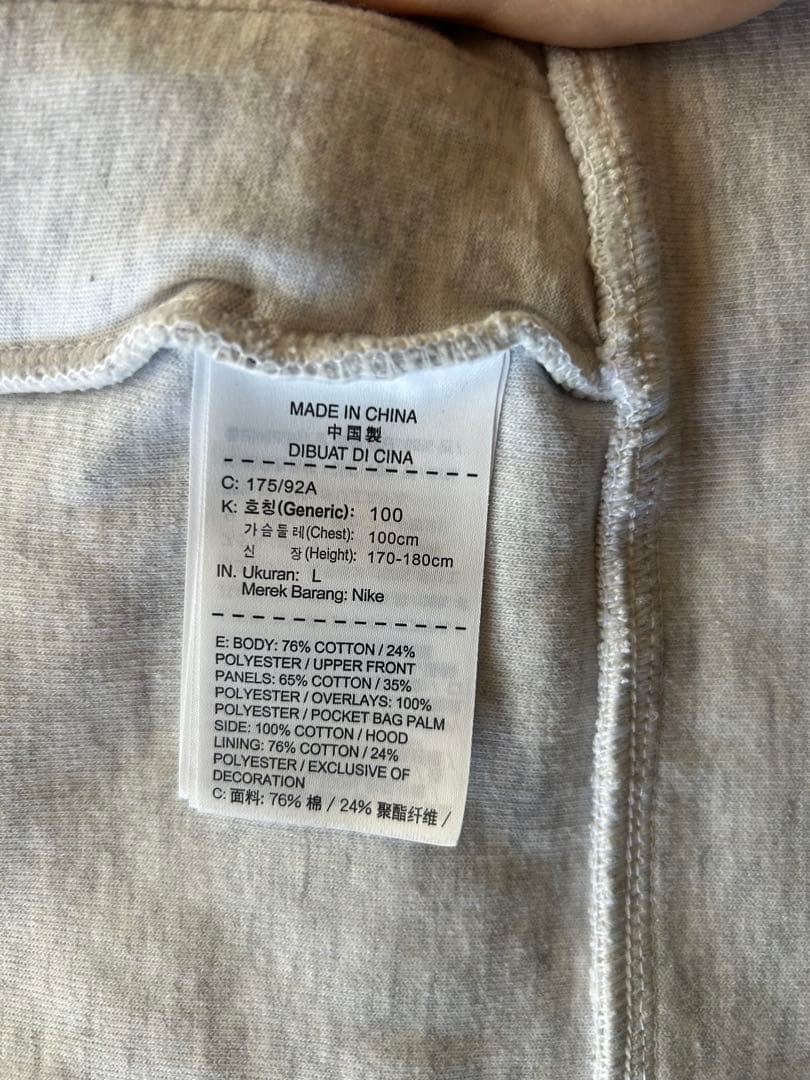 MADE IN CHINA
中国製
DIBUAT DI CINA
C: 175/92A
K: 호칭(Generic): 100
가슴둘레(Chest): 100cm
신 장(Height): 170-180cm
IN. Ukuran: L
Merek Barang: Nike
E: BODY: 76% COTTON / 24%
POLYESTER / UPPER FRONT
PANELS: 65% COTTON / 35%
POLYESTER / OVERLAYS: 100%
POLYESTER / POCKET BAG PALM
SIDE: 100% COTTON / HOOD
LINING: 76% COTTON / 24%
POLYESTER / EXCLUSIVE OF
DECORATION
C: 面料: 76% 棉 / 24% 聚酯纤维 /